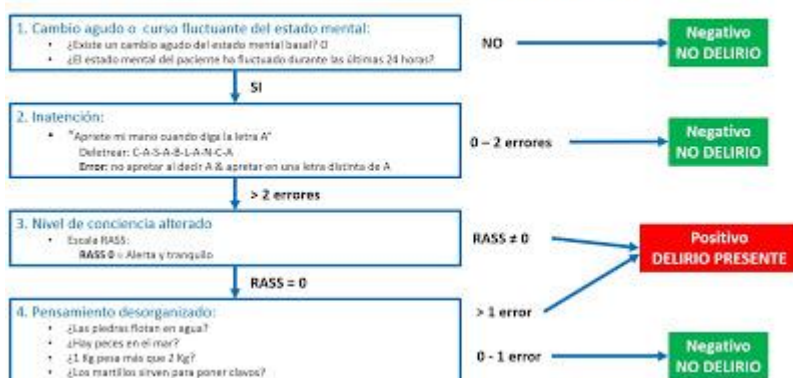 1. Cambio agudo o curso fluctuante del estado mental:
• ¿Existe un cambio agudo del estado mental basal? O
• ¿El estado mental del paciente ha fluctuado durante las últimas 24 horas?
NO
Negativo
NO DELIRIO
SI
2. Inatención:
• "Apriete mi mano cuando diga la letra A"
Deletrear: C-A-S-A-B-L-A-N-C-A
Error: no apretar al decir A & apretar en una letra distinta de A
0 – 2 errores
Negativo
NO DELIRIO
> 2 errores
3. Nivel de conciencia alterado
• Escala RASS:
RASS 0 = Alerta y tranquilo
RASS ≠ 0
Positivo
DELIRIO PRESENTE
RASS = 0
4. Pensamiento desorganizado:
• ¿Las piedras flotan en agua?
• ¿Hay peces en el mar?
• ¿1 Kg pesa más que 2 Kg?
• ¿Los martillos sirven para poner clavos?
> 1 error
0 - 1 error
Negativo
NO DELIRIO